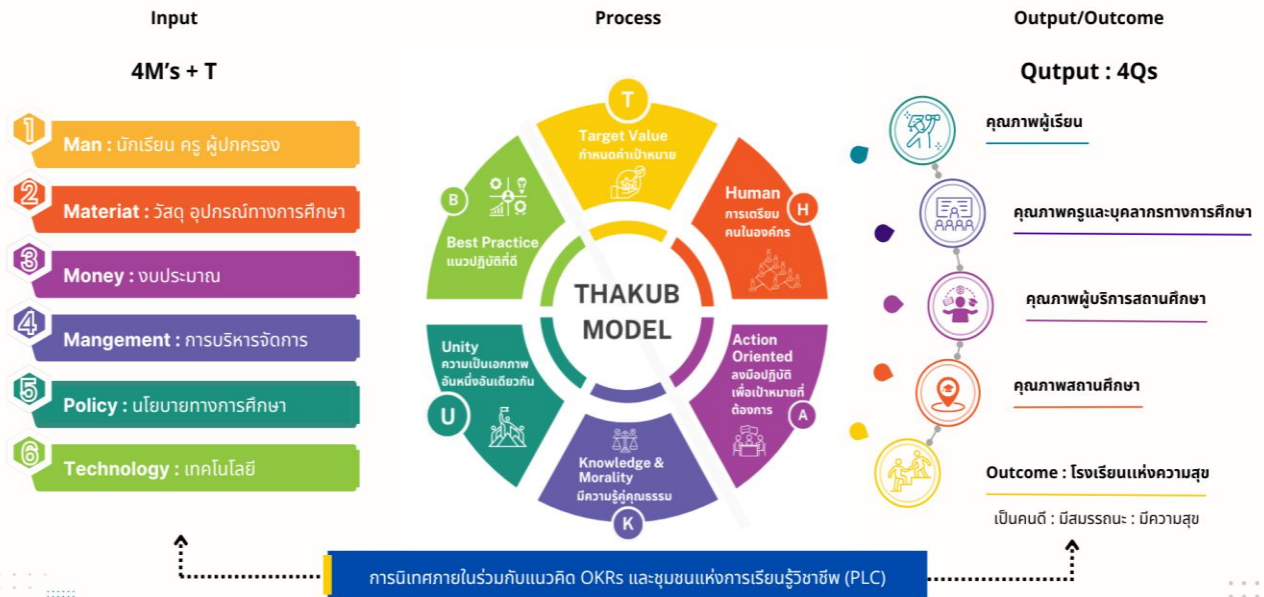 Input
4M's + T
1
Man : นักเรียน ครู ผู้ปกครอง
2
Materiat : วัสดุ อุปกรณ์ทางการศึกษา
3
Money : งบประมาณ
4
Mangement : การบริหารจัดการ
5
Policy : นโยบายทางการศึกษา
6
Technology : เทคโนโลยี
Process
T
Target Value
กำหนดค่าเป้าหมาย
Human
การเตรียม
คนในองค์กร
H
Action
Oriented
ลงมือปฏิบัติ
เพื่อเป้าหมายที่
ต้องการ
A
Knowledge &
Morality
มีความรู้คู่คุณธรรม
K
Unity
ความเป็นเอกภาพ
อันหนึ่งอันเดียวกัน
U
B
Best Practice
แนวปฏิบัติที่ดี
THAKUB
MODEL
Output/Outcome
Qutput : 4Qs
คุณภาพผู้เรียน
คุณภาพครูและบุคลากรทางการศึกษา
คุณภาพผู้บริการสถานศึกษา
คุณภาพสถานศึกษา
Outcome : โรงเรียนแห่งความสุข
เป็นคนดี : มีสมรรถนะ : มีความสุข
การนิเทศภายในร่วมกับแนวคิด OKRs และชุมชนแห่งการเรียนรู้วิชาชีพ (PLC)